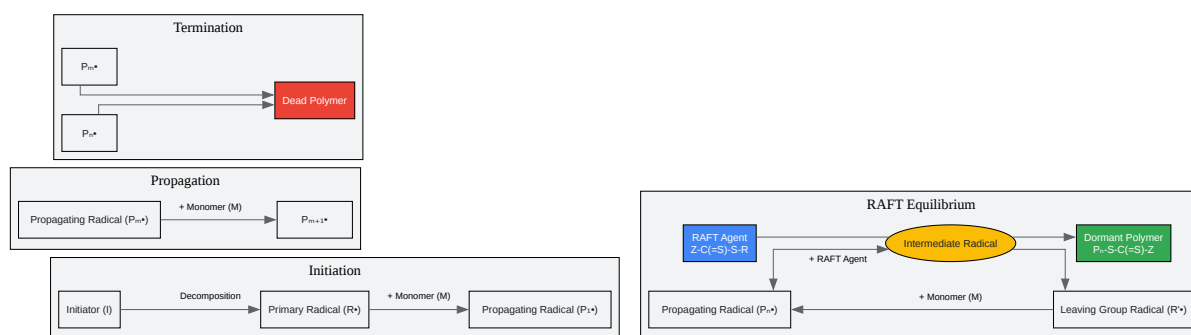 Termination
Pₘ•
Dead Polymer
Pₙ•
Propagation
Propagating Radical (Pₘ•)
+ Monomer (M)
Pₘ₊₁•
Initiation
Initiator (I)
Decomposition
Primary Radical (R•)
+ Monomer (M)
Propagating Radical (P₁•)
RAFT Equilibrium
RAFT Agent
Z-C(=S)-S-R
+ RAFT Agent
Intermediate Radical
Dormant Polymer
Pₙ-S-C(=S)-Z
Propagating Radical (Pₙ•)
+ Monomer (M)
Leaving Group Radical (R'•)